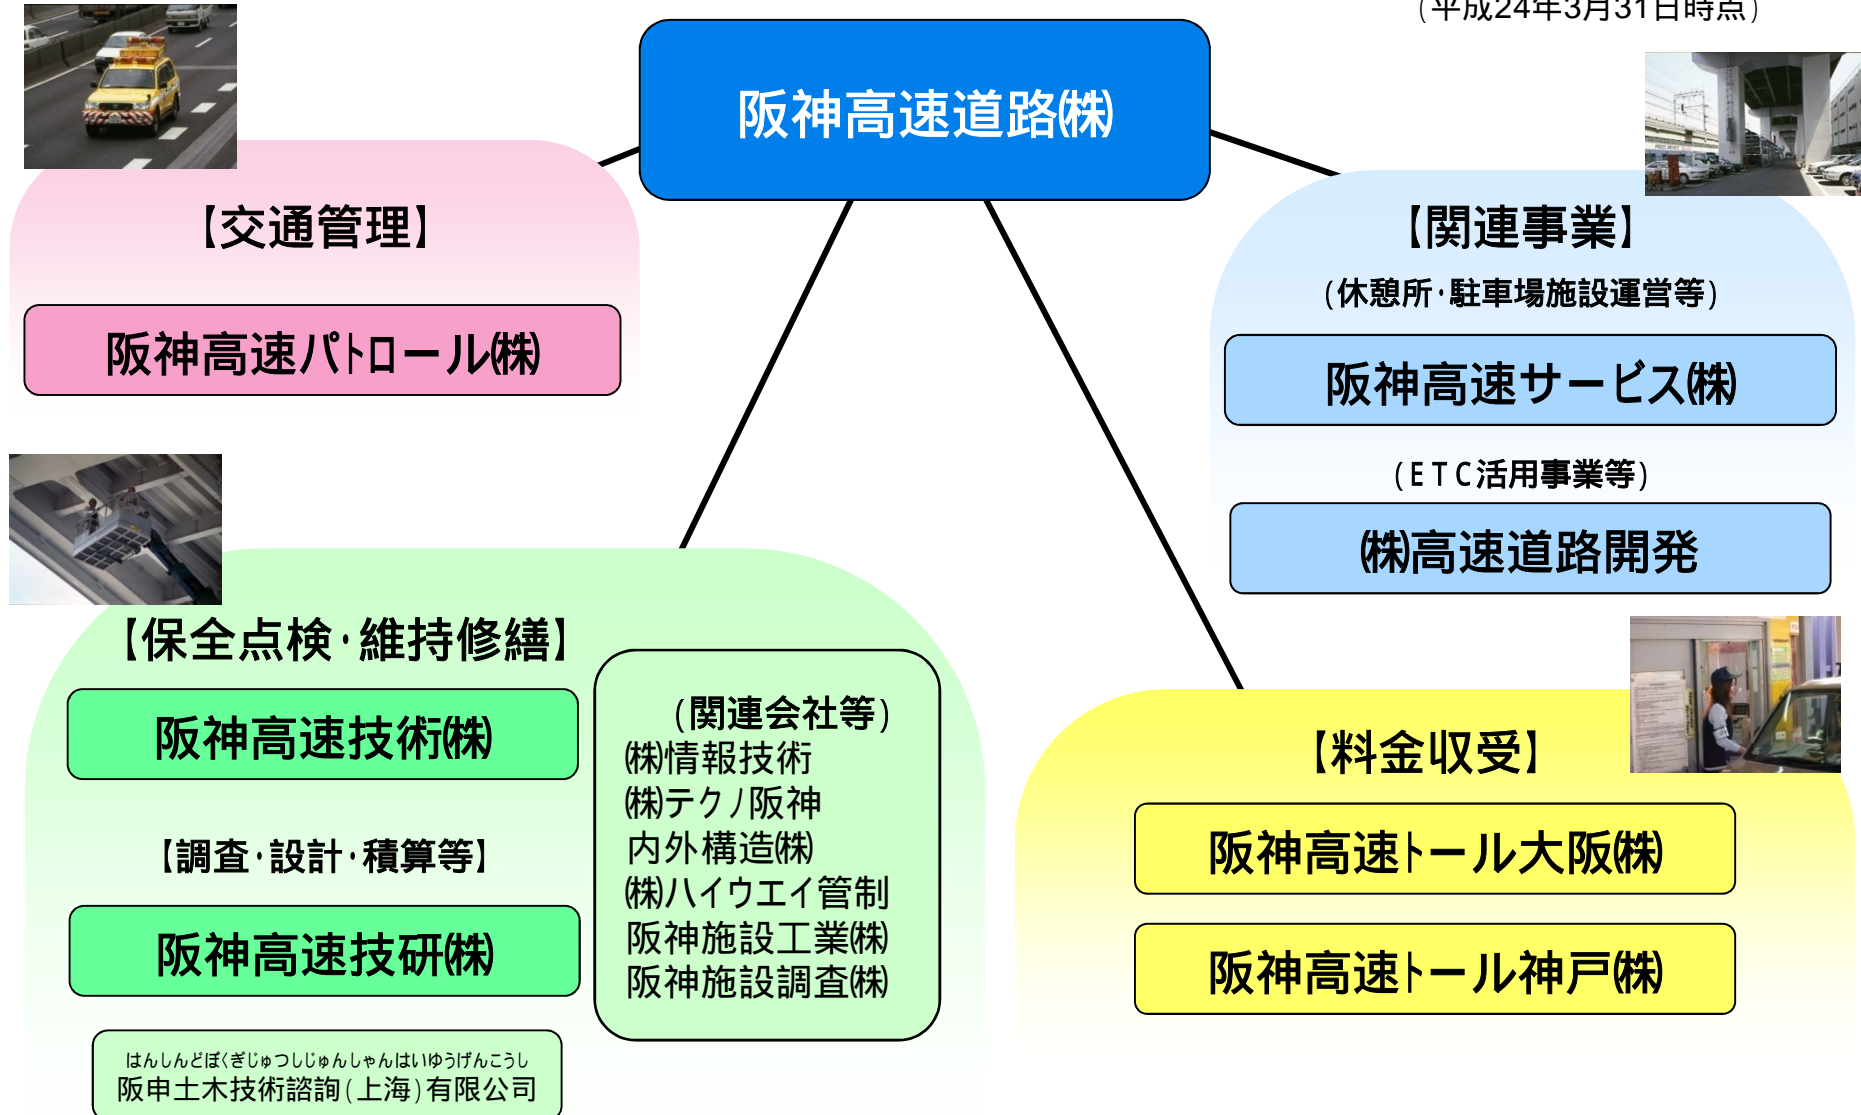 (平成24年3月31日時点)
阪神高速道路㈱
【交通管理】
阪神高速パトロール㈱
【関連事業】
(休憩所・駐車場施設運営等)
阪神高速サービス㈱
(ETC活用事業等)
㈱高速道路開発
【保全点検・維持修繕】
阪神高速技術㈱
【調査・設計・積算等】
阪神高速技研㈱
はんしんどぼくぎじゅつしじゅんしゃんはいゆうげんこうし
阪申土木技術諮詢(上海)有限公司
(関連会社等)
㈱情報技術
㈱テクノ阪神
内外構造㈱
㈱ハイウエイ管制
阪神施設工業㈱
阪神施設調査㈱
【料金収受】
阪神高速トール大阪㈱
阪神高速トール神戸㈱